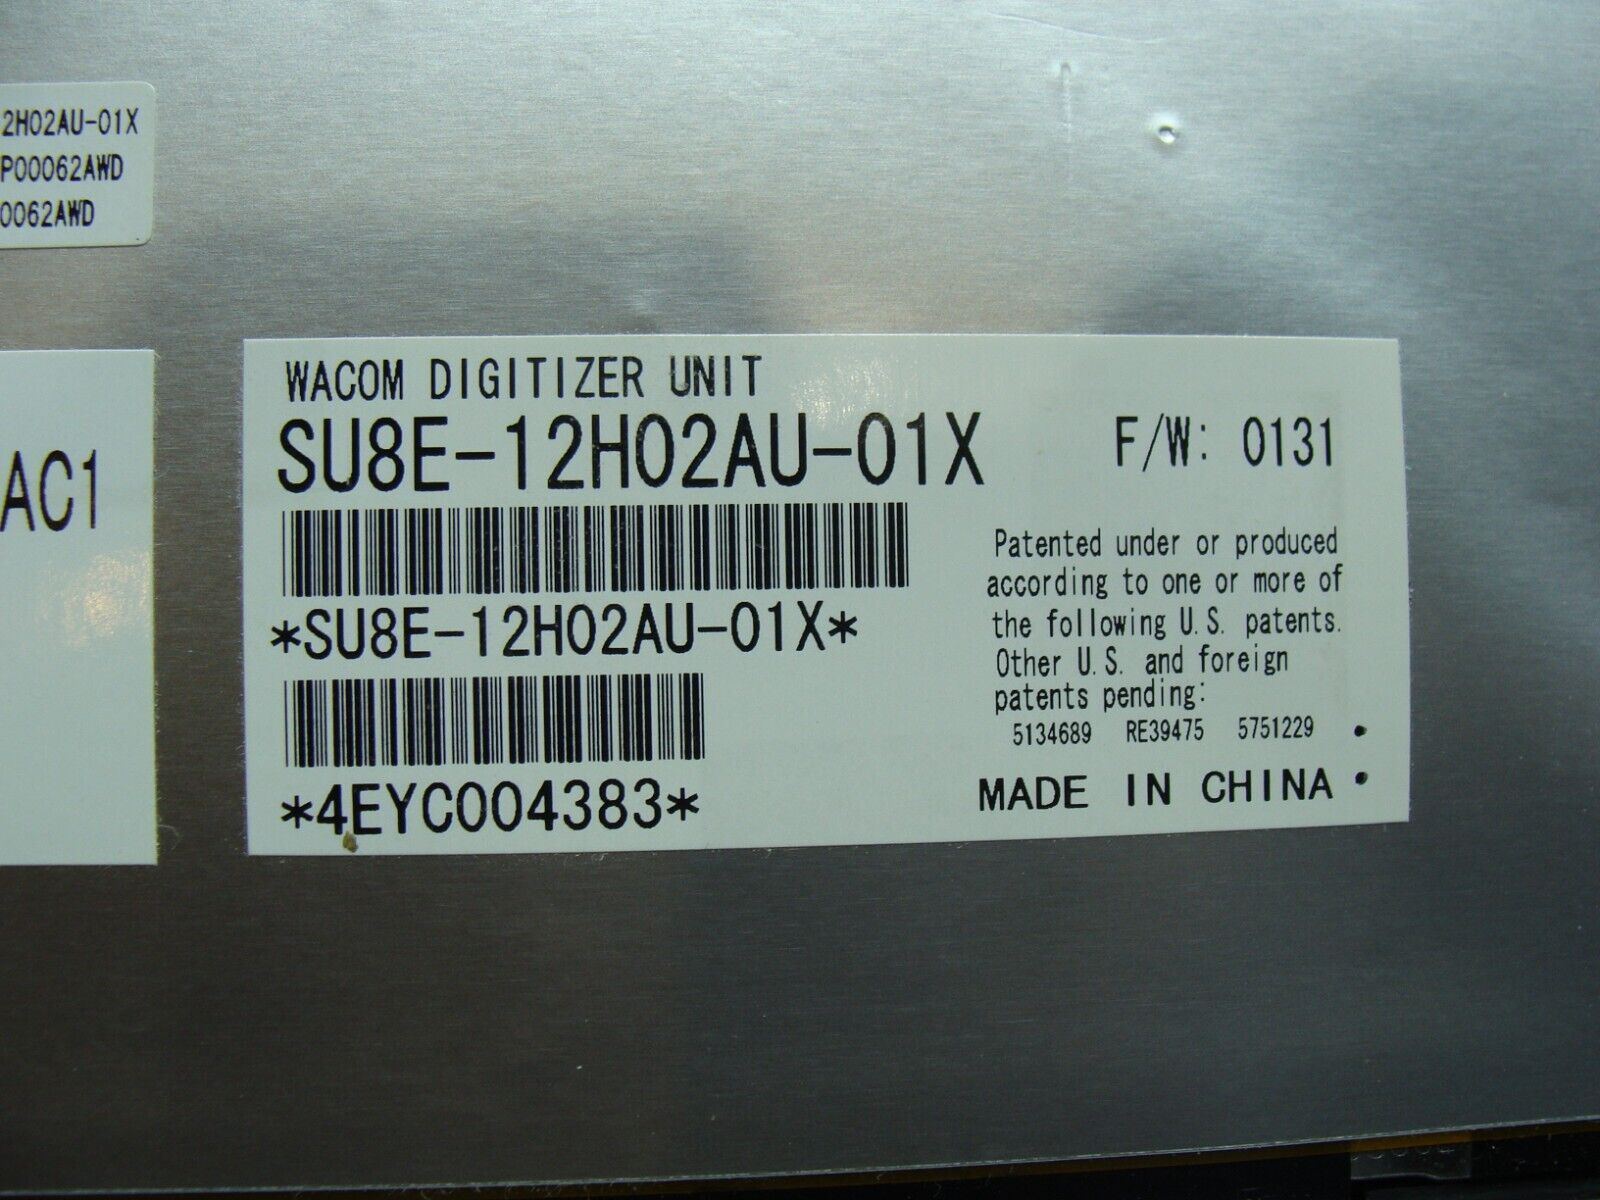 2H02AU-01X
P00062AWD
0062AWD
AC1
WACOM DIGITIZER UNIT
SU8E-12H02AU-01X
F/W: 0131
*SU8E-12H02AU-01X*
*4EYC004383*
Patented under or produced
according to one or more of
the following U.S. patents.
Other U.S. and foreign
patents pending:
5134689 RE39475 5751229
MADE IN CHINA